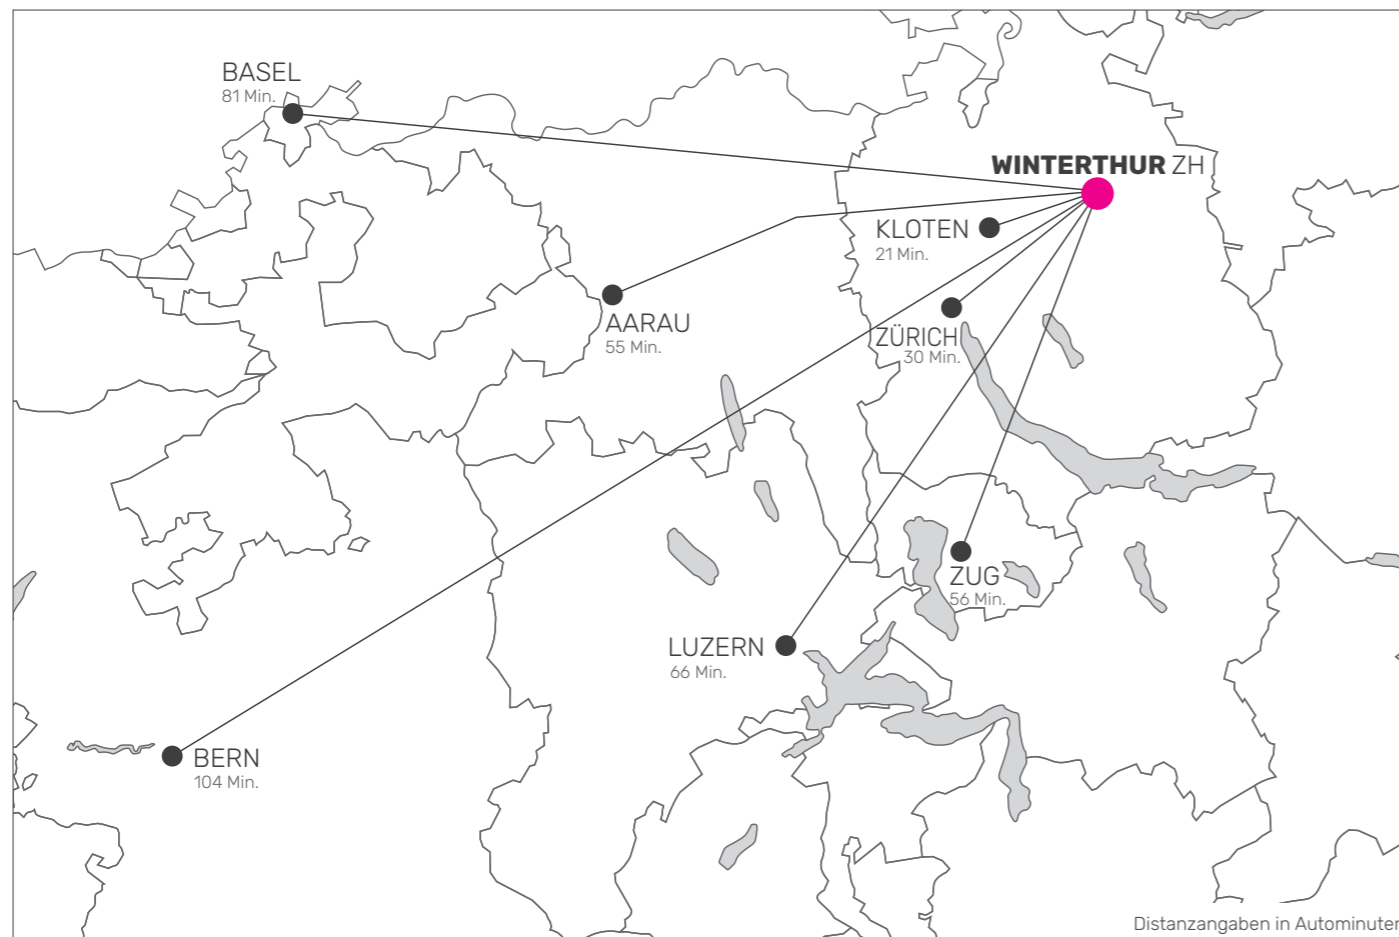 BASEL
81 Min.
WINTERTHUR ZH
KLOTEN
21 Min.
AARAU
55 Min.
ZÜRICH
30 Min.
ZUG
56 Min.
LUZERN
66 Min.
BERN
104 Min.
Distanzangaben in Autominuten